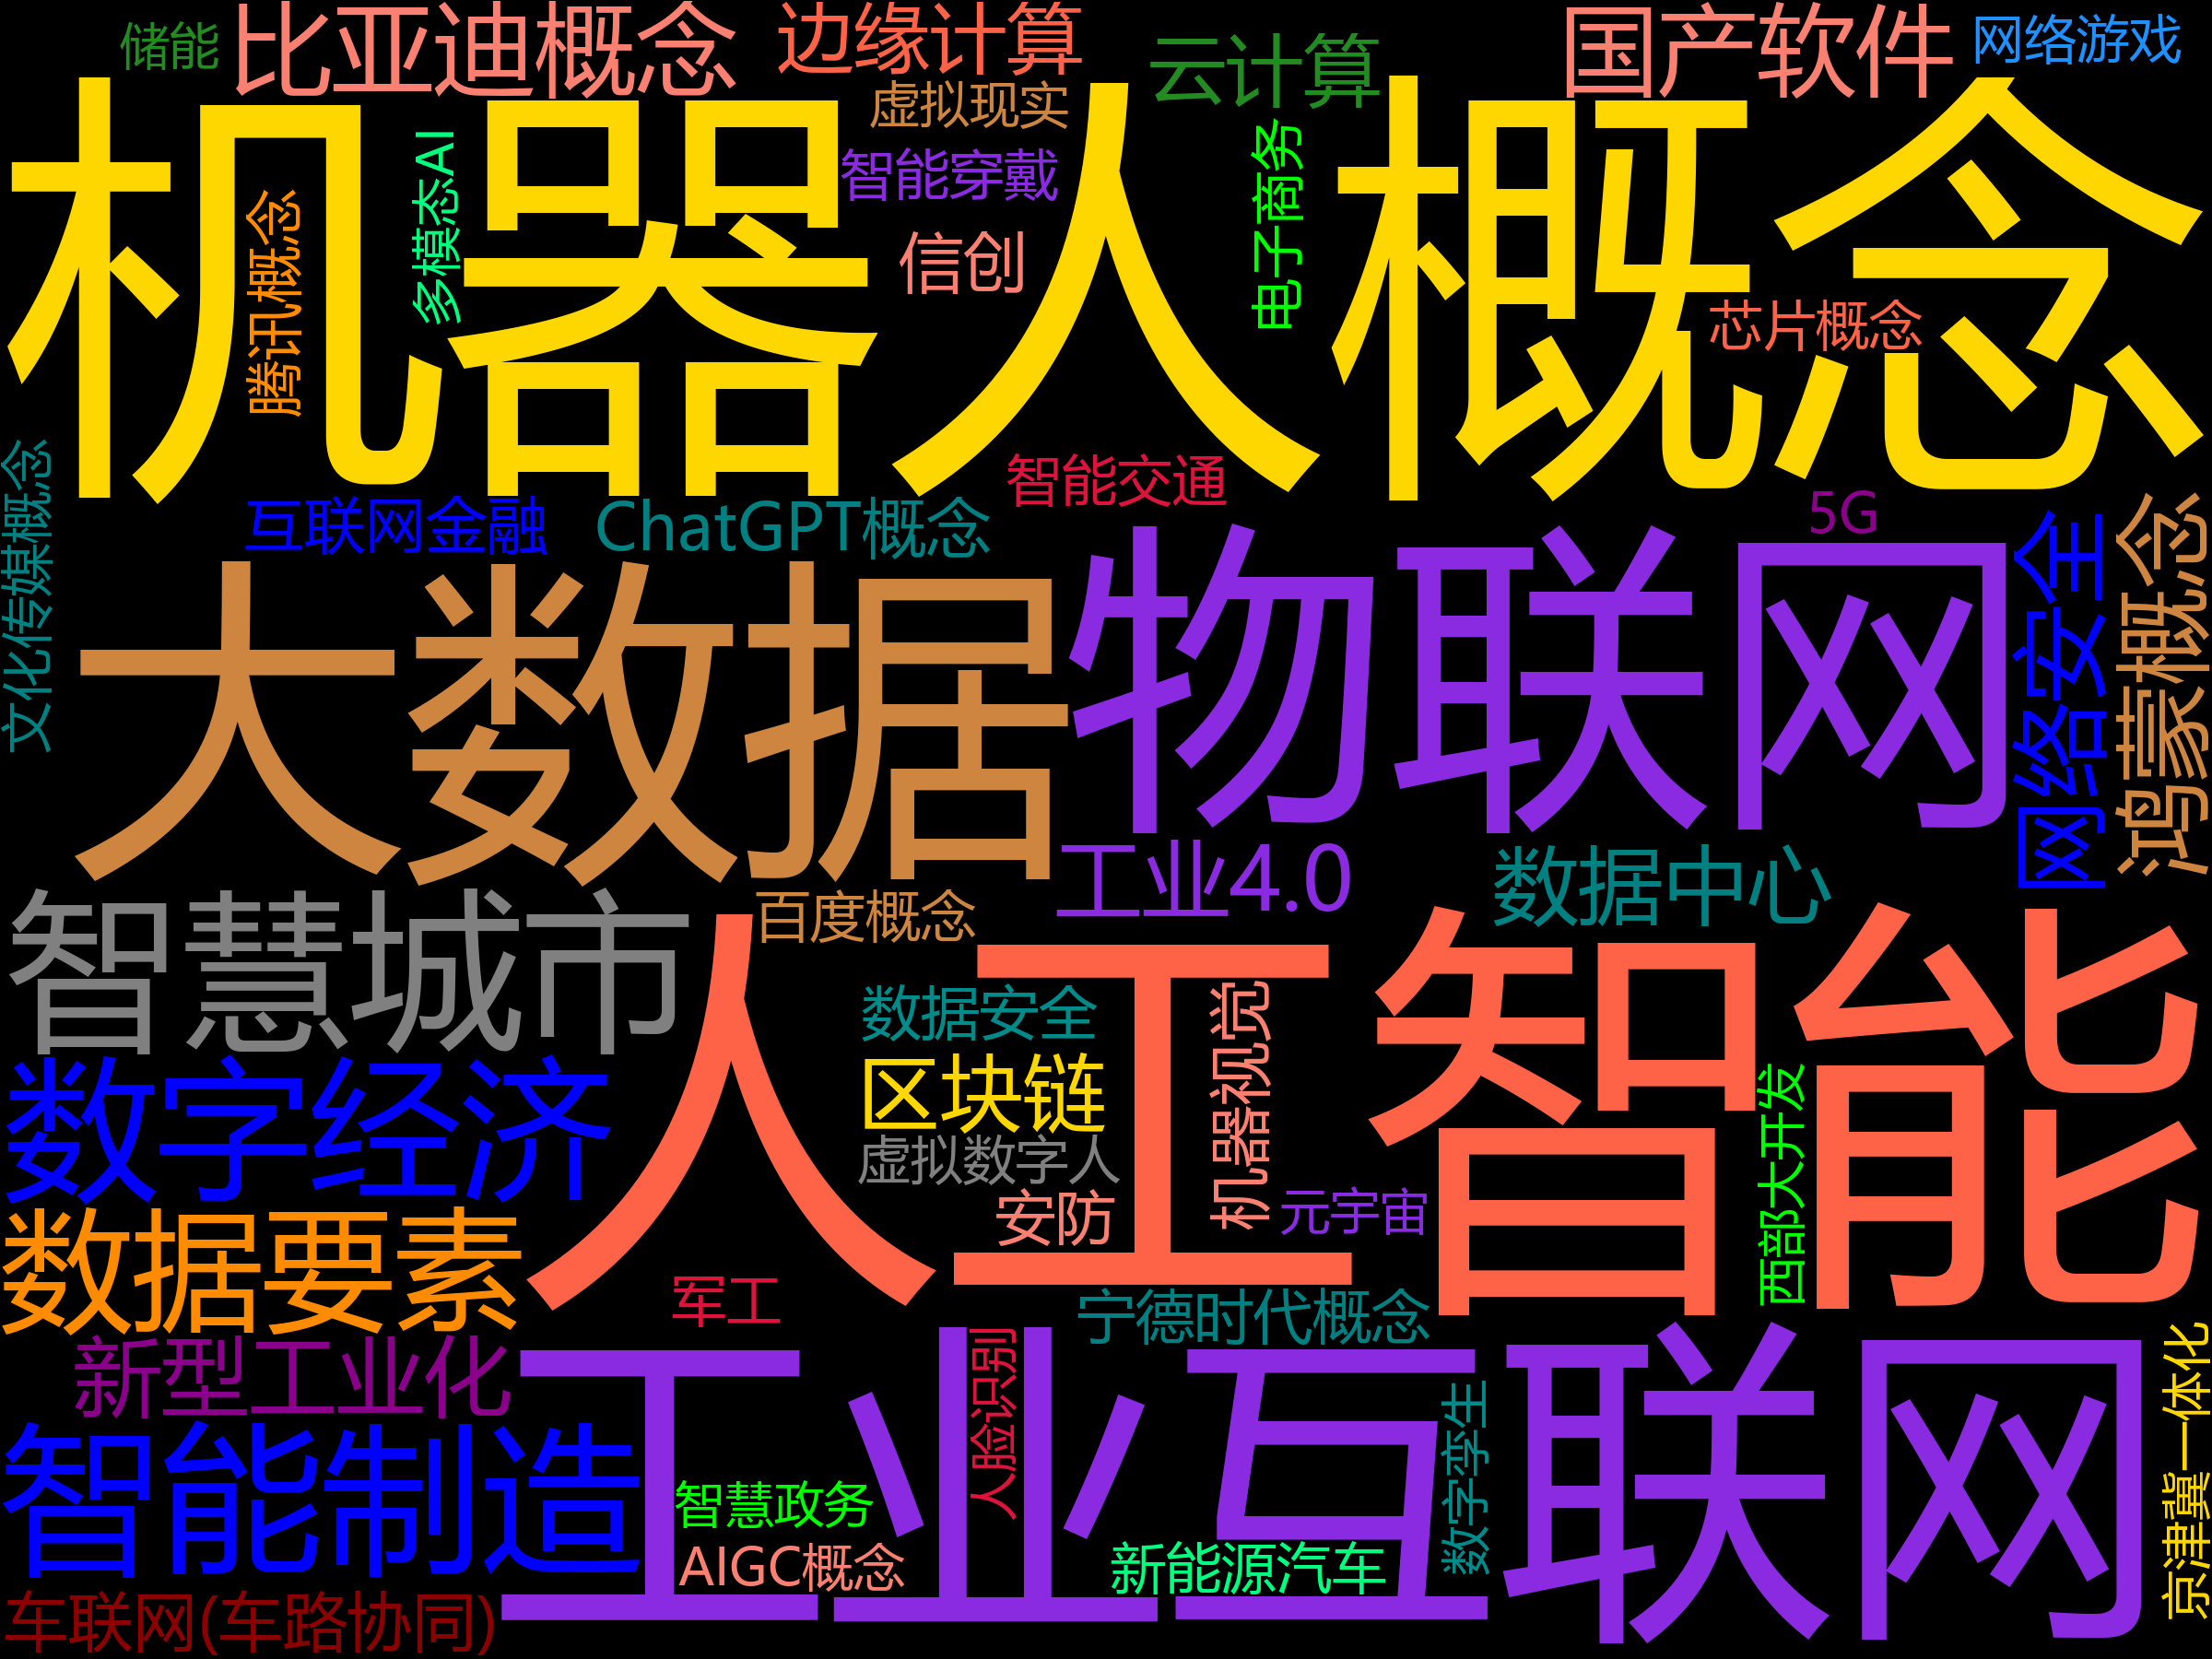 储能
比亚迪概念
边缘计算
云计算
国产软件
网络游戏
虚拟现实
多模态AI
电子商务
智能穿戴
机器人概念
腾讯概念
信创
芯片概念
文化传媒概念
智能交通
5G
互联网金融
ChatGPT概念
网络安全
鸿蒙概念
大数据
物联网
工业4.0
数据中心
百度概念
智慧城市
人工智能
数据安全
机器视觉
数字经济
区块链
西部大开发
虚拟数字人
安防
元宇宙
数据要素
军工
宁德时代概念
新型工业化
人脸识别
工业互联网
京津冀一体化
数字孪生
智能制造
智慧政务
AIGC概念
新能源汽车
车联网(车路协同)